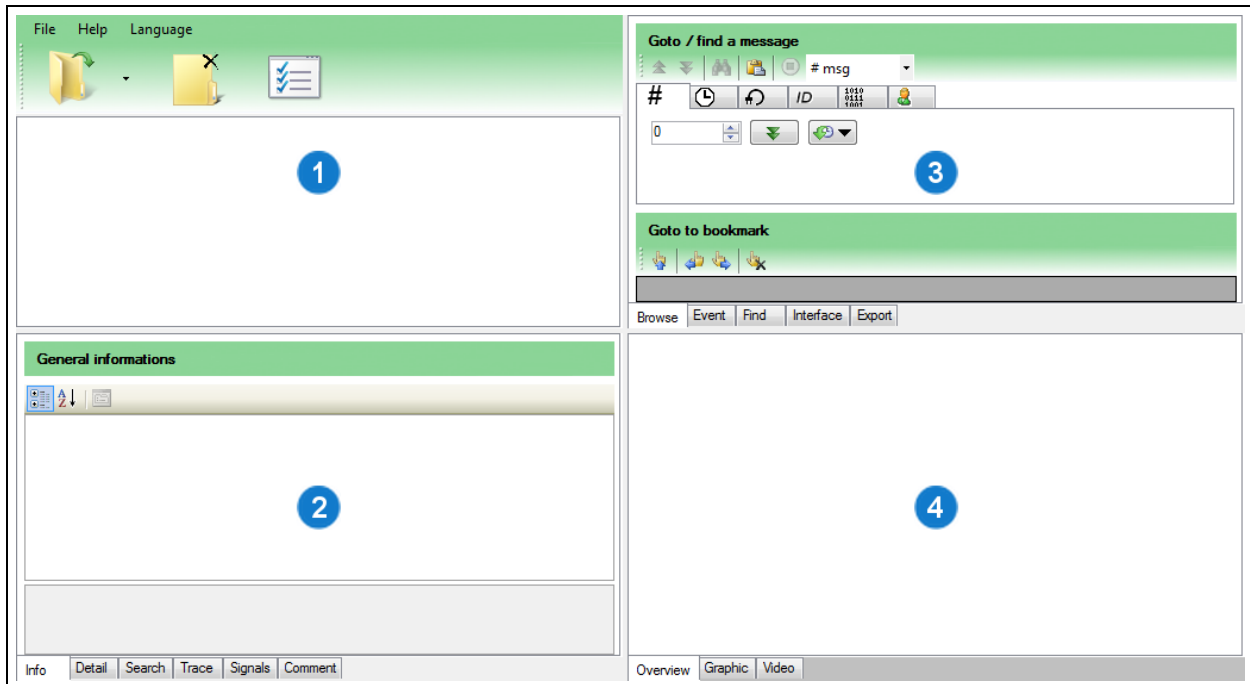 File Help Language
1
Goto / find a message
# msg
# ID 1010 0111 1001
0
3
Goto to bookmark
Browse Event Find Interface Export
General informations
A Z
2
Info Detail Search Trace Signals Comment
4
Overview Graphic Video